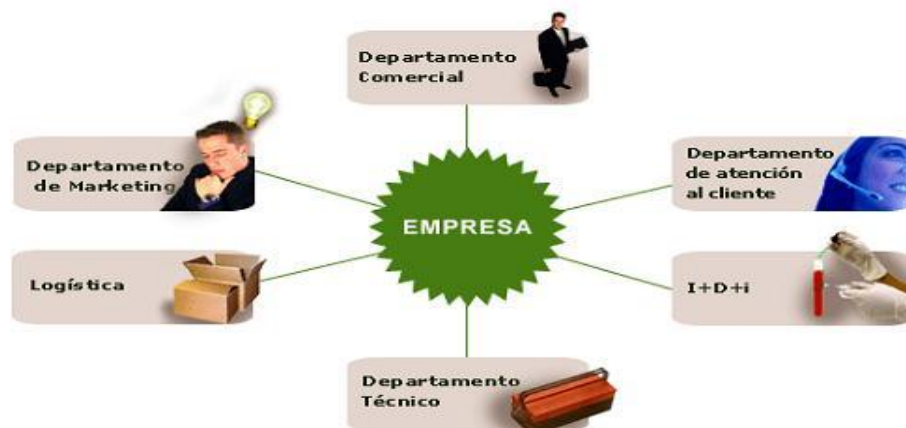 Departamento
Comercial
Departamento
de Marketing
Departamento
de atención
al cliente
EMPRESA
Logística
I+D+i
Departamento
Técnico